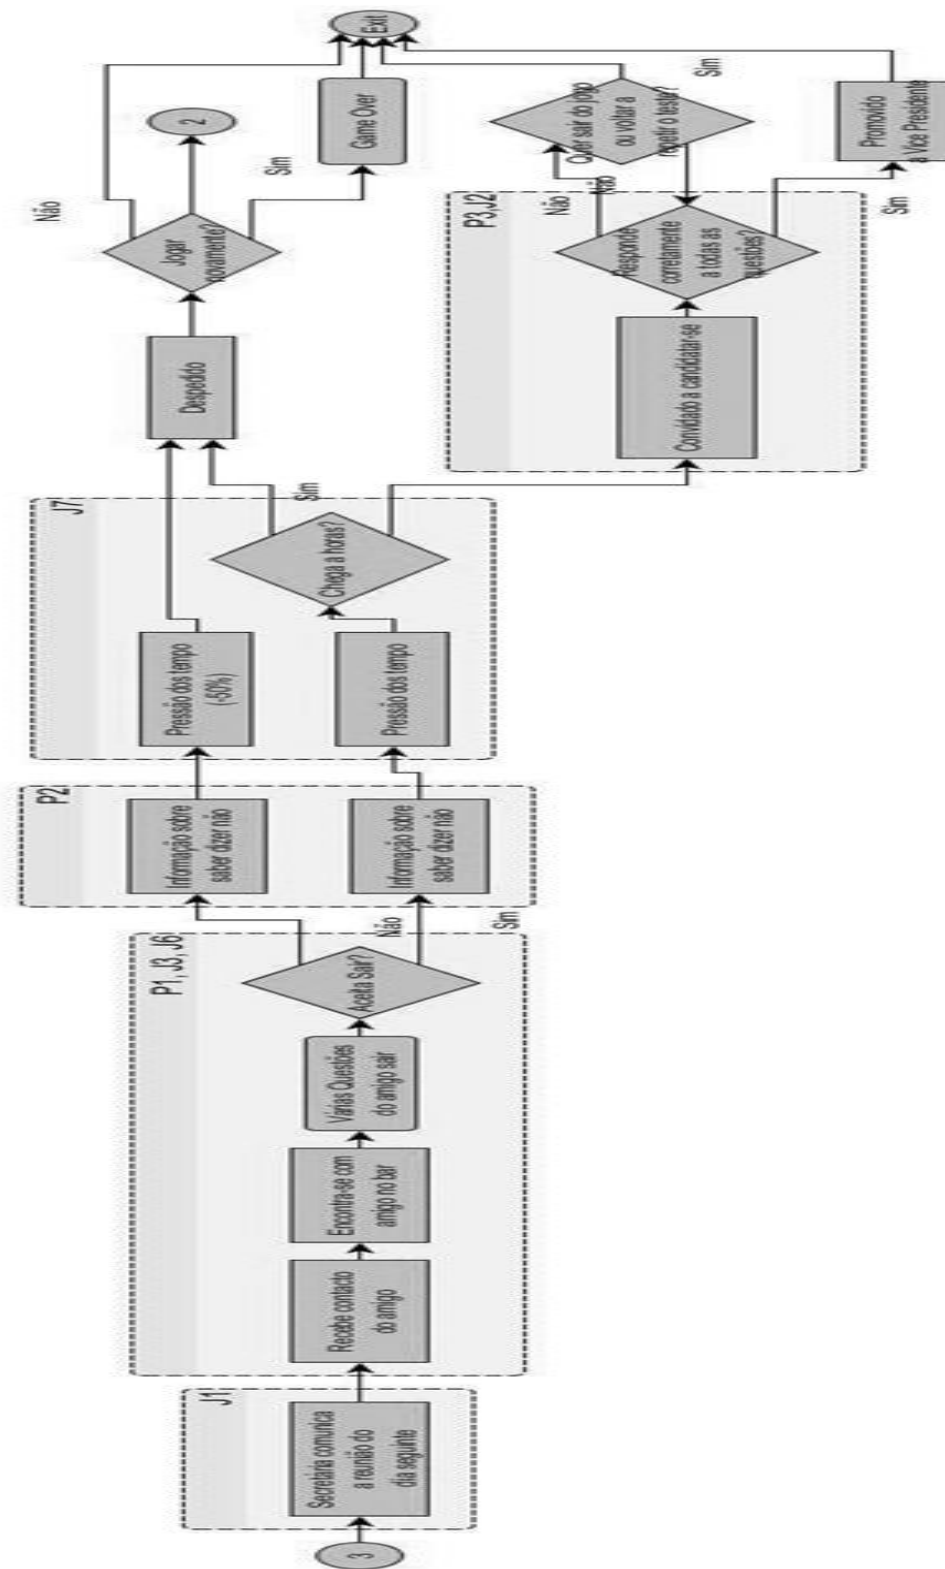 3
J1
Secretária comunica
a reunião do
dia seguinte
P1, J3, J6
Recebe contacto
do amigo
Encontra-se com
amigo no bar
Várias Questões
do amigo sair
Aceita Sair?
Não
Sim
P2
Informação sobre
saber dizer não
Informação sobre
saber dizer não
J7
Pressão dos tempo
(-50%)
Pressão dos tempo
Chega a horas?
Sim
Despedido
Jogar
novamente?
Não
Sim
2
Game Over
Exit
P3,J2
Convidado a candidatar-se
Responde
corretamente
a todas as
questões?
Não
Não
Sim
Quer sair do jogo
ou voltar a
repetir o teste?
Sim
Promovido
a Vice Presidente